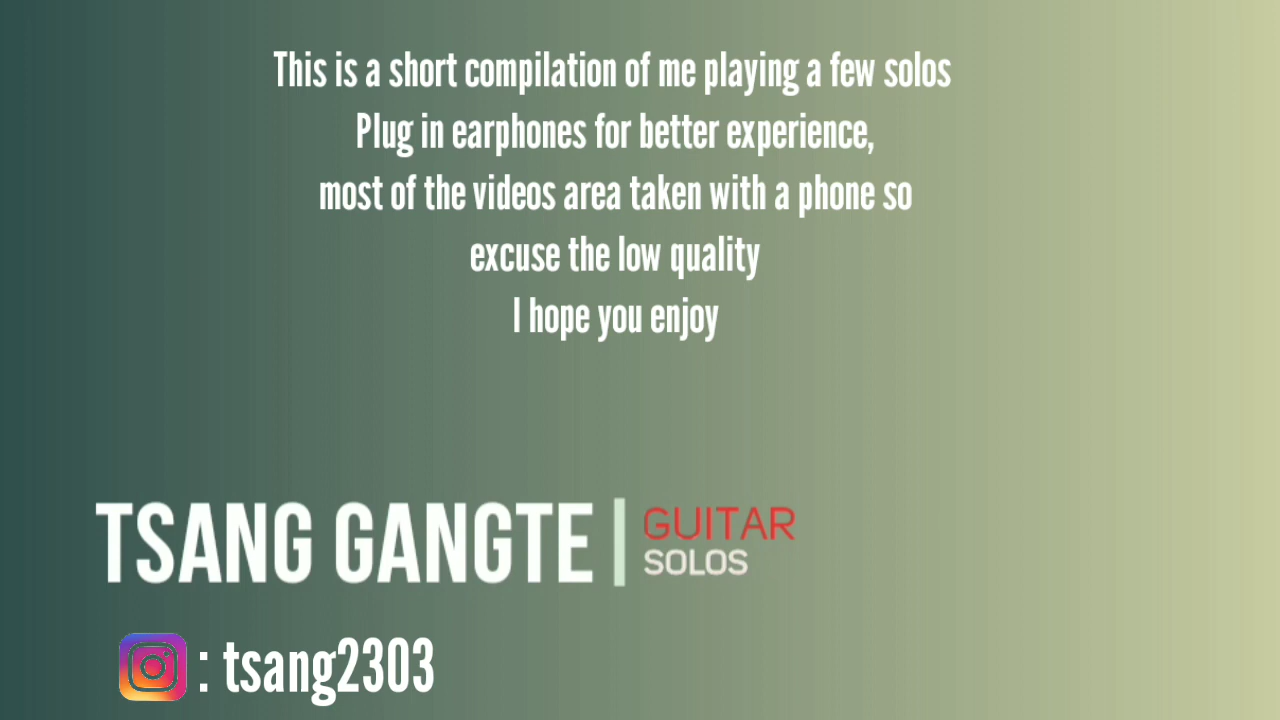 This is a short compilation of me playing a few solos
Plug in earphones for better experience,
most of the videos area taken with a phone so
excuse the low quality
I hope you enjoy
TSANG GANGTE | GUITAR
SOLOS
: tsang2303